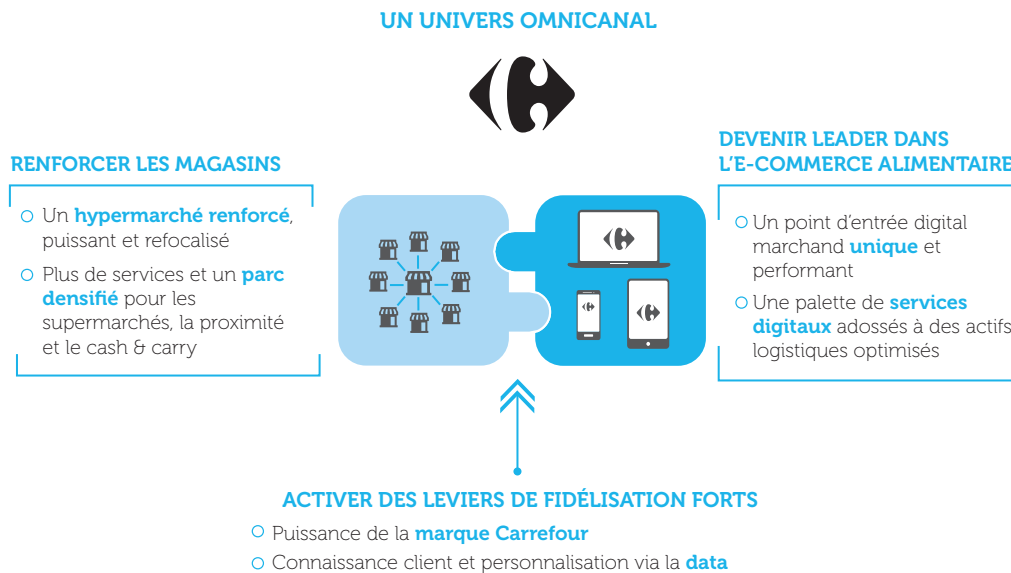 UN UNIVERS OMNICANAL
RENFORCER LES MAGASINS
Un hypermarché renforcé,
puissant et refocalisé
Plus de services et un parc
densifié pour les
supermarchés, la proximité
et le cash & carry
DEVENIR LEADER DANS
L'E-COMMERCE ALIMENTAIRE
Un point d'entrée digital
marchand unique et
performant
Une palette de services
digitaux adossés à des actifs
logistiques optimisés
ACTIVER DES LEVIERS DE FIDÉLISATION FORTS
Puissance de la marque Carrefour
Connaissance client et personnalisation via la data